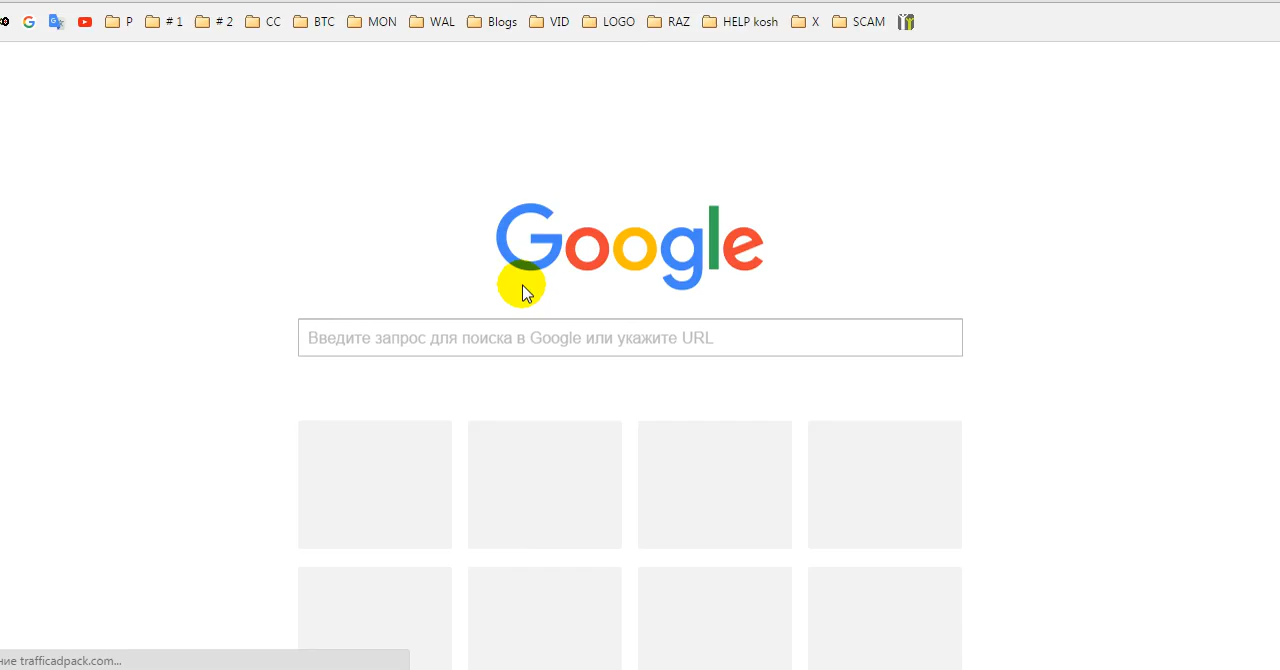 P # 1 # 2 CC BTC MON WAL Blogs VID LOGO RAZ HELP kosh X SCAM
Google
Введите запрос для поиска в Google или укажите URL
ние trafficadpack.com...